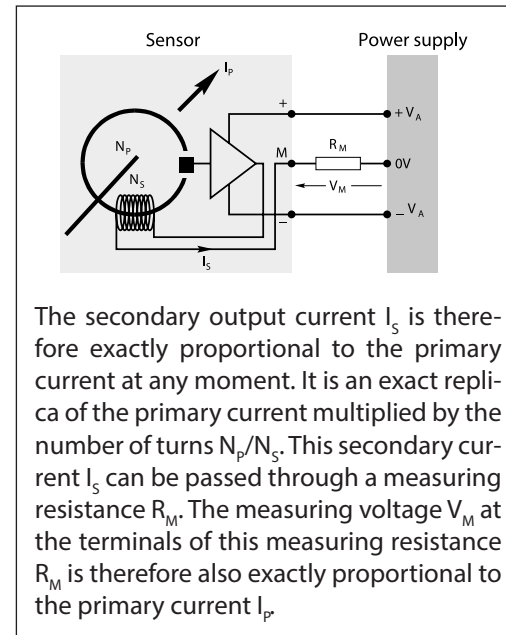 Sensor Power supply
I_P
+ + V_A
N_P M R_M 0V
N_S V_M
− − V_A
I_S
The secondary output current I_S is there-
fore exactly proportional to the primary
current at any moment. It is an exact repli-
ca of the primary current multiplied by the
number of turns N_P/N_S. This secondary cur-
rent I_S can be passed through a measuring
resistance R_M. The measuring voltage V_M at
the terminals of this measuring resistance
R_M is therefore also exactly proportional to
the primary current I_P.